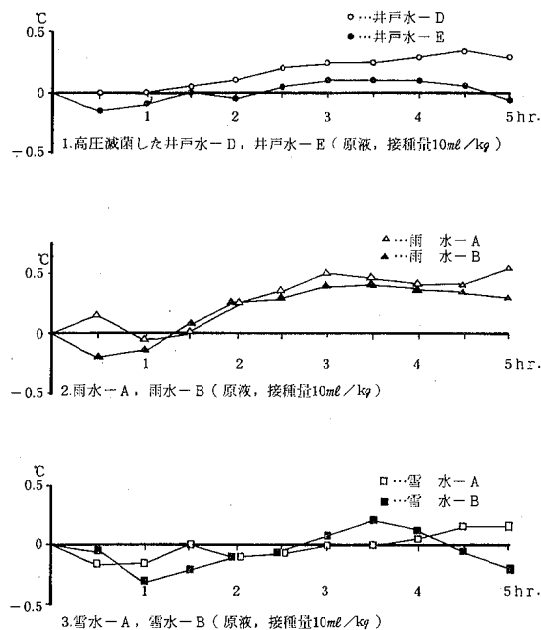 ℃
0.5
0
−0.5
○…井戸水−D
●…井戸水−E
1 2 3 4 5 hr.
1.高圧滅菌した井戸水−D，井戸水−E（原液，接種量10ml／kg）
℃
0.5
0
−0.5
△…雨　水−A
▲…雨　水−B
1 2 3 4 5 hr.
2.雨水−A，雨水−B（原液，接種量10ml／kg）
℃
0.5
0
−0.5
□…雪　水−A
■…雪　水−B
1 2 3 4 5 hr.
3.雪水−A，雪水−B（原液，接種量10ml／kg）